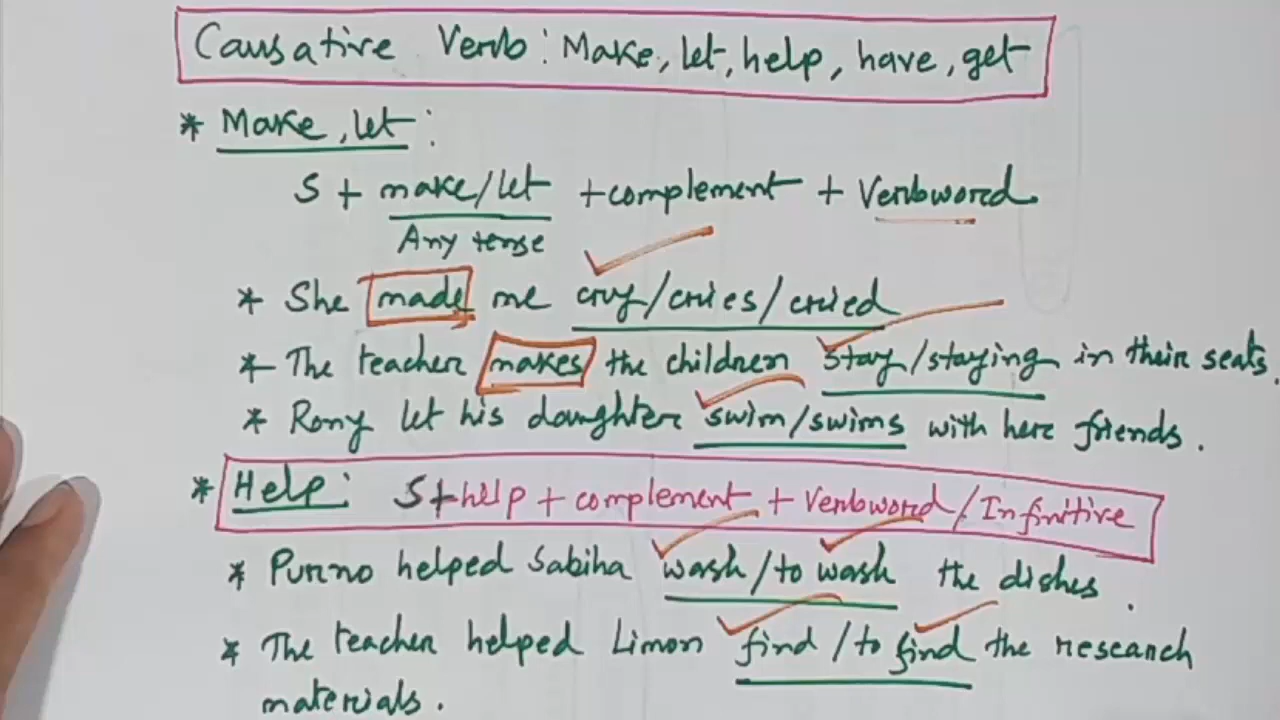 Causative Verb: Make, let, help, have, get
* Make, let:
S + make/let + complement + Verbword
Any tense
* She made me cry/cries/cried
* The teacher makes the children stay/staying in their seats.
* Rony let his daughter swim/swims with here friends.
* Help: S + help + complement + Verbword/Infinitive
* Purno helped Sabiha wash/to wash the dishes.
* The teacher helped Limon find/to find the research
materials.